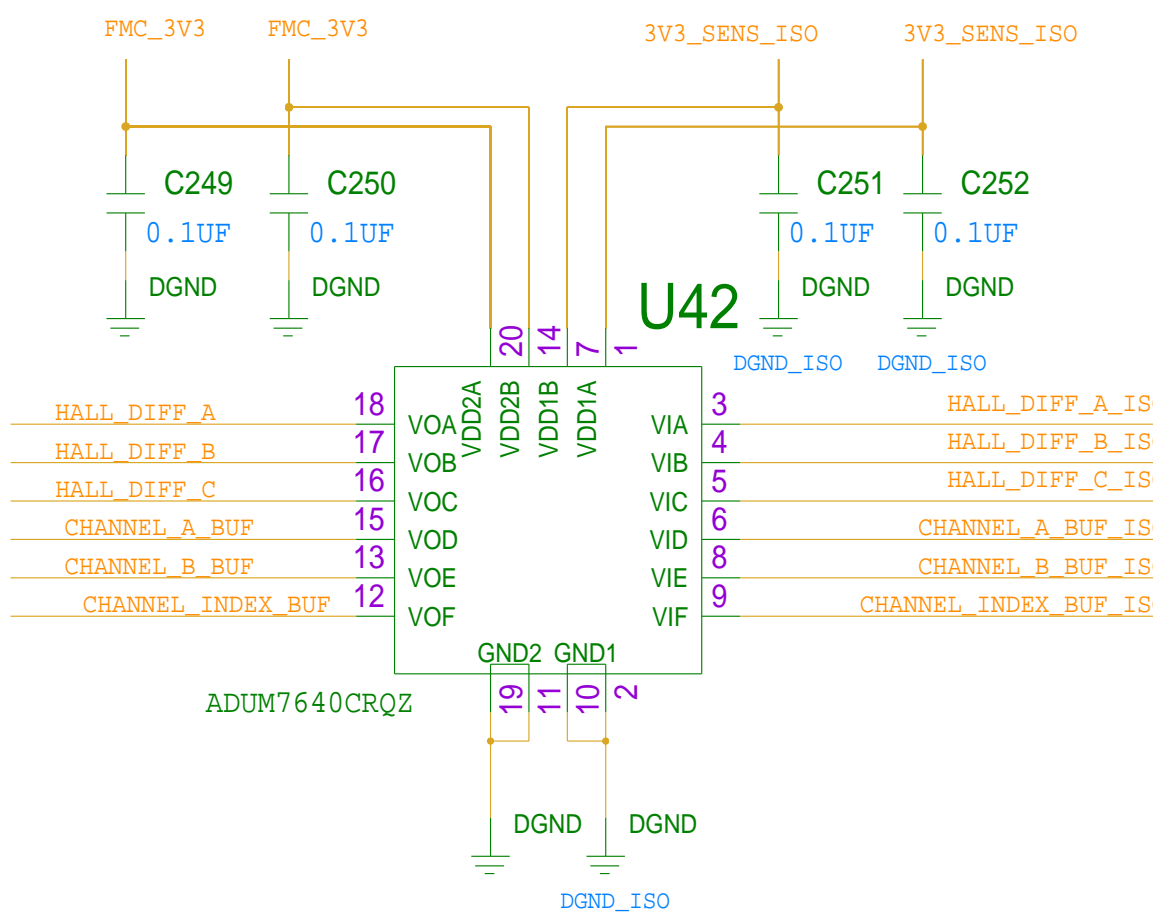 FMC_3V3 FMC_3V3 3V3_SENS_ISO 3V3_SENS_ISO
C249 C250 C251 C252
0.1UF 0.1UF 0.1UF 0.1UF
DGND DGND DGND DGND
U42
20 14 7 1
DGND_ISO DGND_ISO
VDD2A VDD2B VDD1B VDD1A
HALL_DIFF_A 18 VOA VIA 3 HALL_DIFF_A_IS
HALL_DIFF_B 17 VOB VIB 4 HALL_DIFF_B_IS
HALL_DIFF_C 16 VOC VIC 5 HALL_DIFF_C_IS
CHANNEL_A_BUF 15 VOD VID 6 CHANNEL_A_BUF_IS
CHANNEL_B_BUF 13 VOE VIE 8 CHANNEL_B_BUF_IS
CHANNEL_INDEX_BUF 12 VOF VIF 9 CHANNEL_INDEX_BUF_IS
GND2 GND1
19 11 10 2
ADUM7640CRQZ
DGND DGND
DGND_ISO